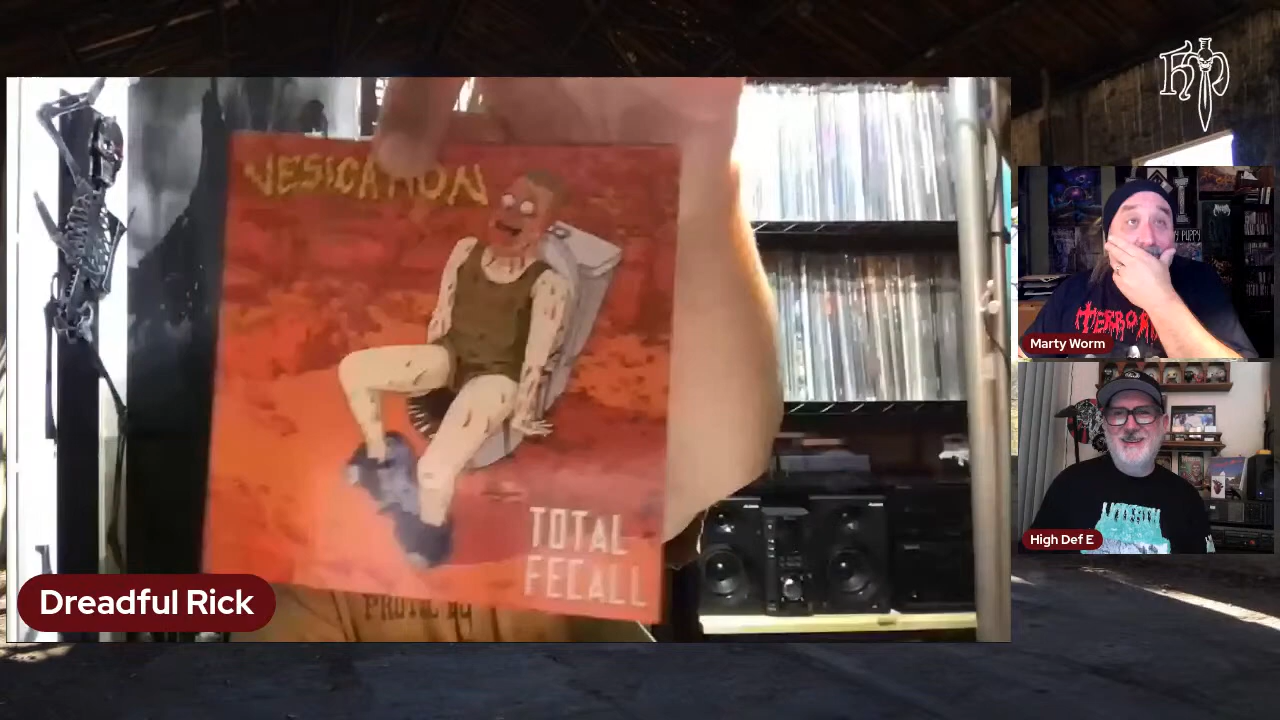 VESICATION
TOTAL
FECALL
Dreadful Rick
Marty Worm
High Def E